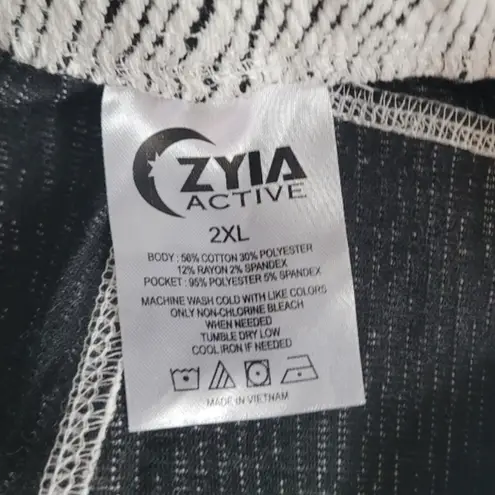 ZYIA
ACTIVE
2XL
BODY : 56% COTTON 30% POLYESTER
12% RAYON 2% SPANDEX
POCKET : 95% POLYESTER 5% SPANDEX
MACHINE WASH COLD WITH LIKE COLORS
ONLY NON-CHLORINE BLEACH
WHEN NEEDED
TUMBLE DRY LOW
COOL IRON IF NEEDED
MADE IN VIETNAM